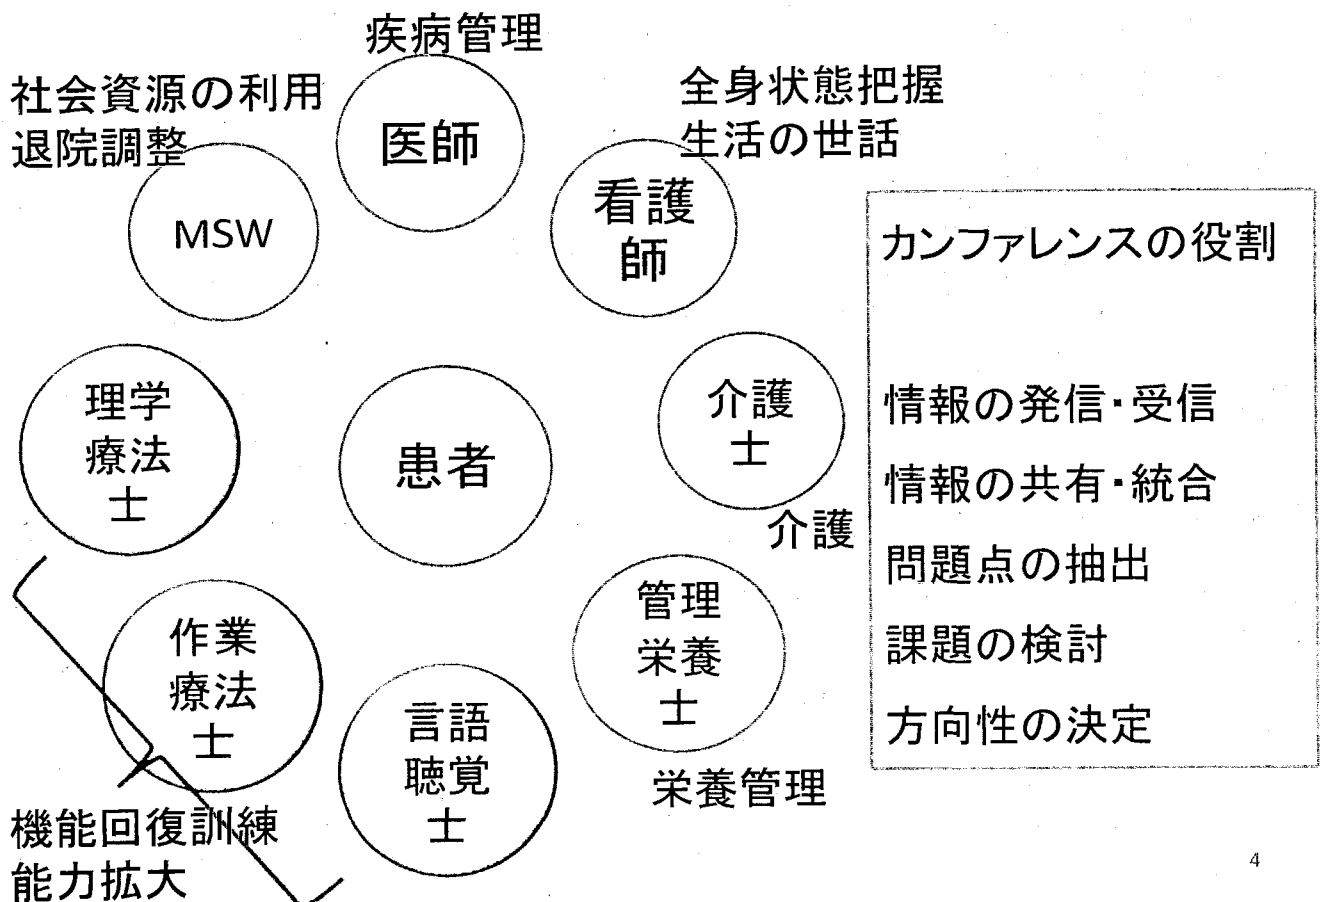 疾病管理
医師
社会資源の利用
退院調整
MSW
全身状態把握
生活の世話
看護
師
理学
療法
士
患者
介護
士
介護
作業
療法
士
機能回復訓練
能力拡大
言語
聴覚
士
管理
栄養
士
栄養管理
カンファレンスの役割
情報の発信・受信
情報の共有・統合
問題点の抽出
課題の検討
方向性の決定
4